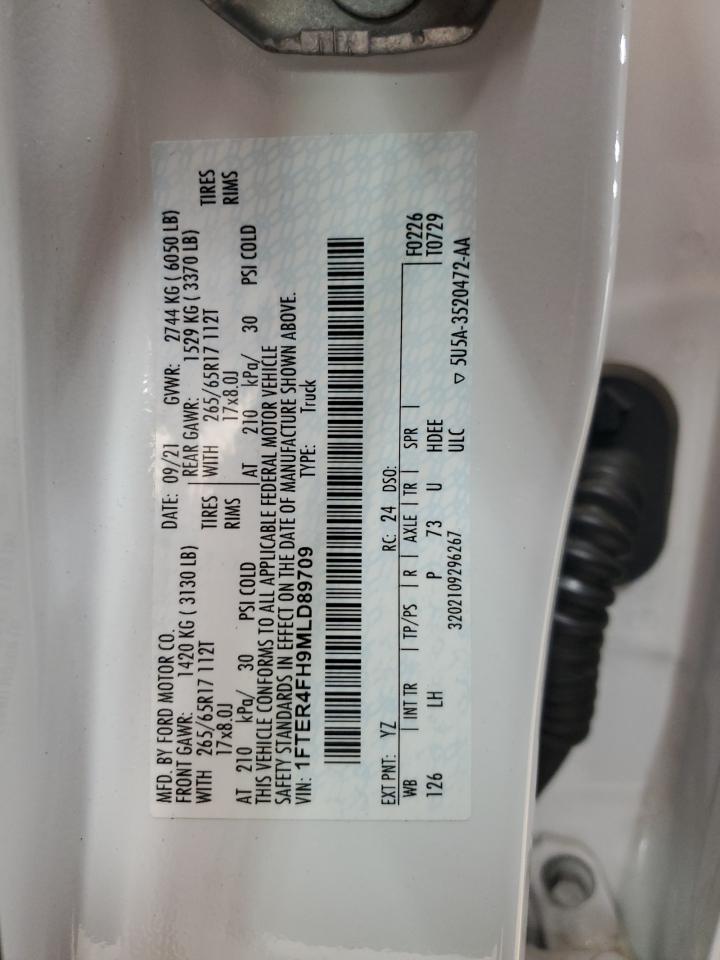 MFD. BY FORD MOTOR CO.
DATE: 09/21 GVWR: 2744 KG ( 6050 LB)
FRONT GAWR: 1420 KG ( 3130 LB) REAR GAWR: 1529 KG ( 3370 LB)
WITH 265/65R17 112T TIRES WITH 265/65R17 112T TIRES
17x8.0J RIMS 17x8.0J RIMS
AT 210 kPa/ 30 PSI COLD AT 210 kPa/ 30 PSI COLD
THIS VEHICLE CONFORMS TO ALL APPLICABLE FEDERAL MOTOR VEHICLE
SAFETY STANDARDS IN EFFECT ON THE DATE OF MANUFACTURE SHOWN ABOVE.
VIN: 1FTER4FH9MLD89709 TYPE: Truck
EXT PNT: YZ RC: 24 DSO:
WB | INT TR | TP/PS | R | AXLE | TR | SPR | F0226
126 LH P 73 U HDEE T0729
3202109296267 ULC ▽ 5U5A-3520472-AA